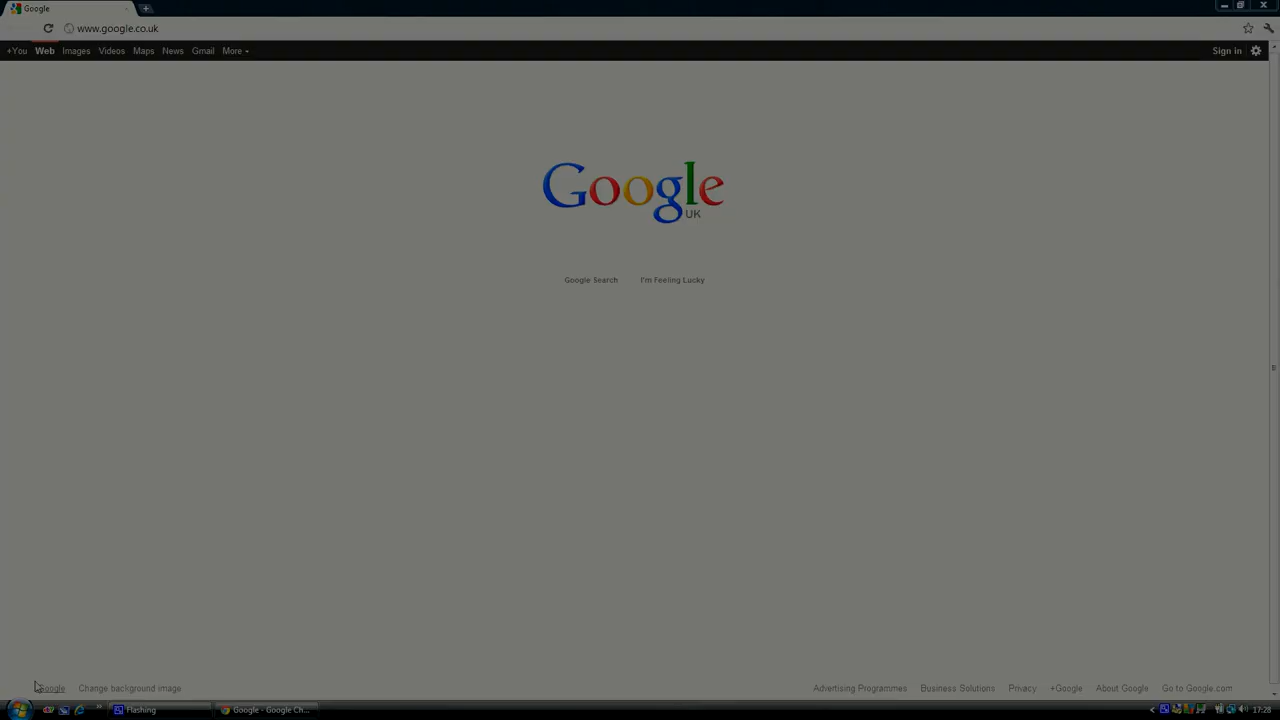 Google
www.google.co.uk
+You Web Images Videos Maps News Gmail More Sign in
Google
UK
Google Search I'm Feeling Lucky
Google Change background image Advertising Programmes Business Solutions Privacy +Google About Google Go to Google.com
Flashing Google - Google Ch... 17:28